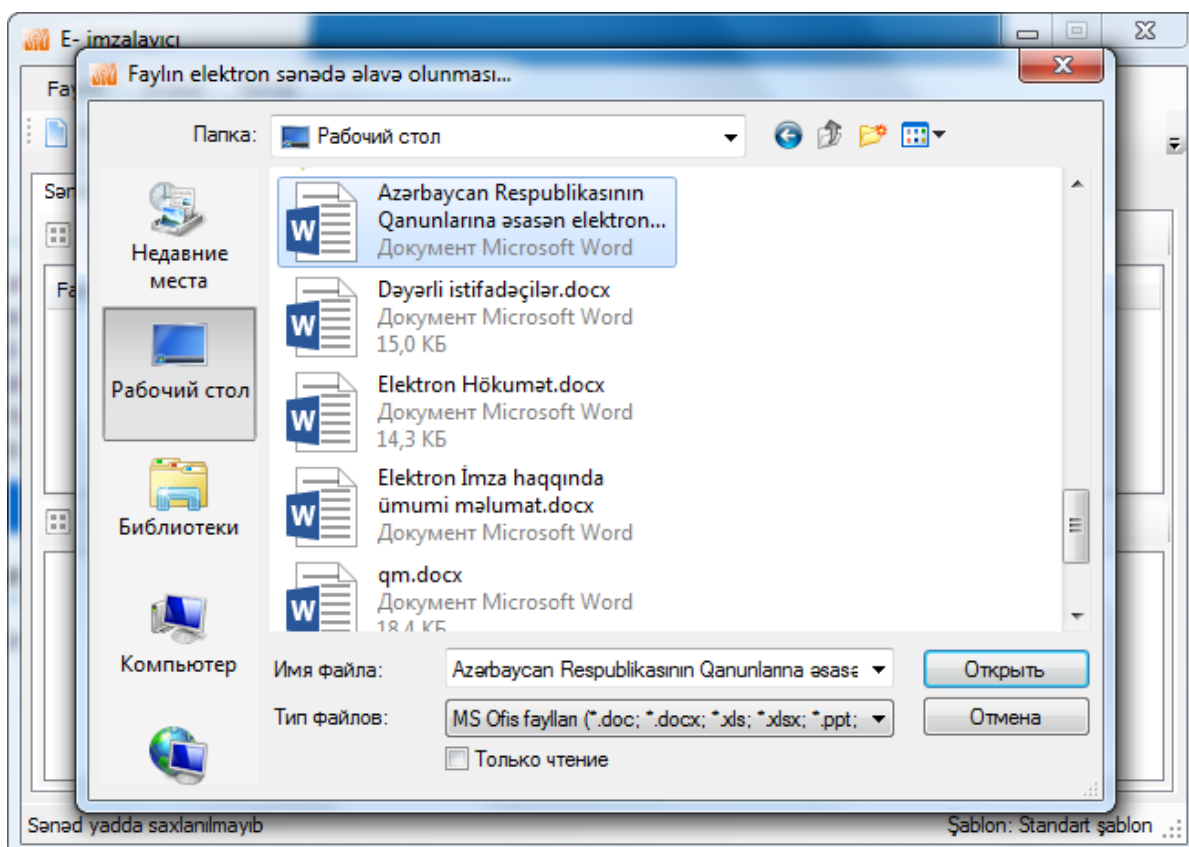 E- imzalayıcı
Faylın elektron sənədə əlavə olunması...
Папка:
Рабочий стол
Недавние
места
Рабочий стол
Библиотеки
Компьютер
Azərbaycan Respublikasının
Qanunlarına əsasən elektron...
Документ Microsoft Word
Dəyərli istifadəçilər.docx
Документ Microsoft Word
15,0 КБ
Elektron Hökumət.docx
Документ Microsoft Word
14,3 КБ
Elektron İmza haqqında
ümumi məlumat.docx
Документ Microsoft Word
qm.docx
Документ Microsoft Word
18,4 КБ
Имя файла:
Azərbaycan Respublikasının Qanunlarına əsasə
Открыть
Тип файлов:
MS Ofis faylları (*.doc; *.docx; *.xls; *.xlsx; *.ppt;
Отмена
Только чтение
Sənəd yadda saxlanılmayıb
Şablon: Standart şablon